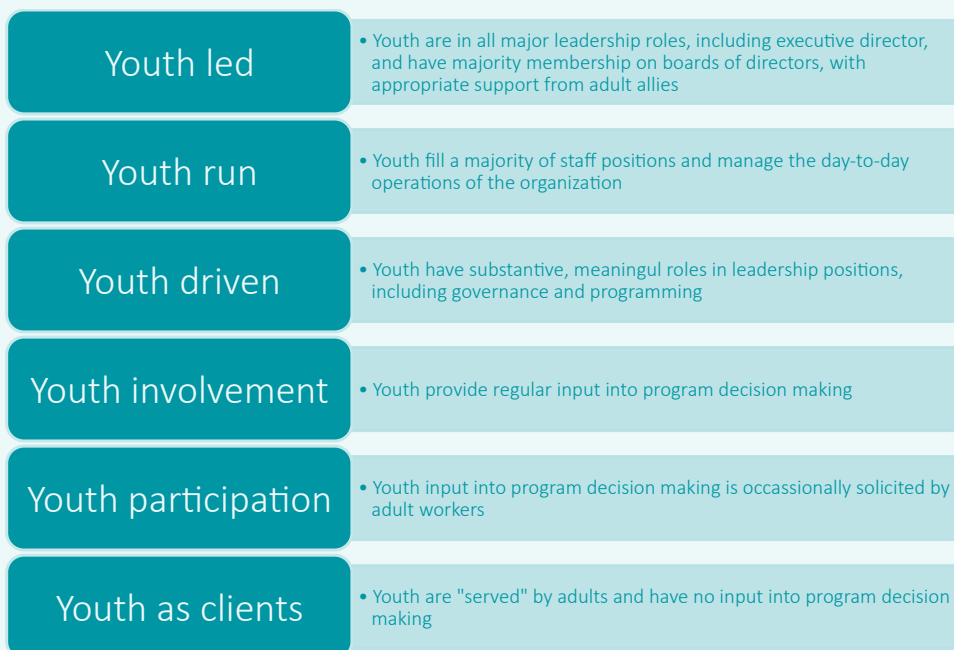 Youth led
• Youth are in all major leadership roles, including executive director,
and have majority membership on boards of directors, with
appropriate support from adult allies
Youth run
• Youth fill a majority of staff positions and manage the day-to-day
operations of the organization
Youth driven
• Youth have substantive, meaningul roles in leadership positions,
including governance and programming
Youth involvement
• Youth provide regular input into program decision making
Youth participation
• Youth input into program decision making is occassionally solicited by
adult workers
Youth as clients
• Youth are "served" by adults and have no input into program decision
making